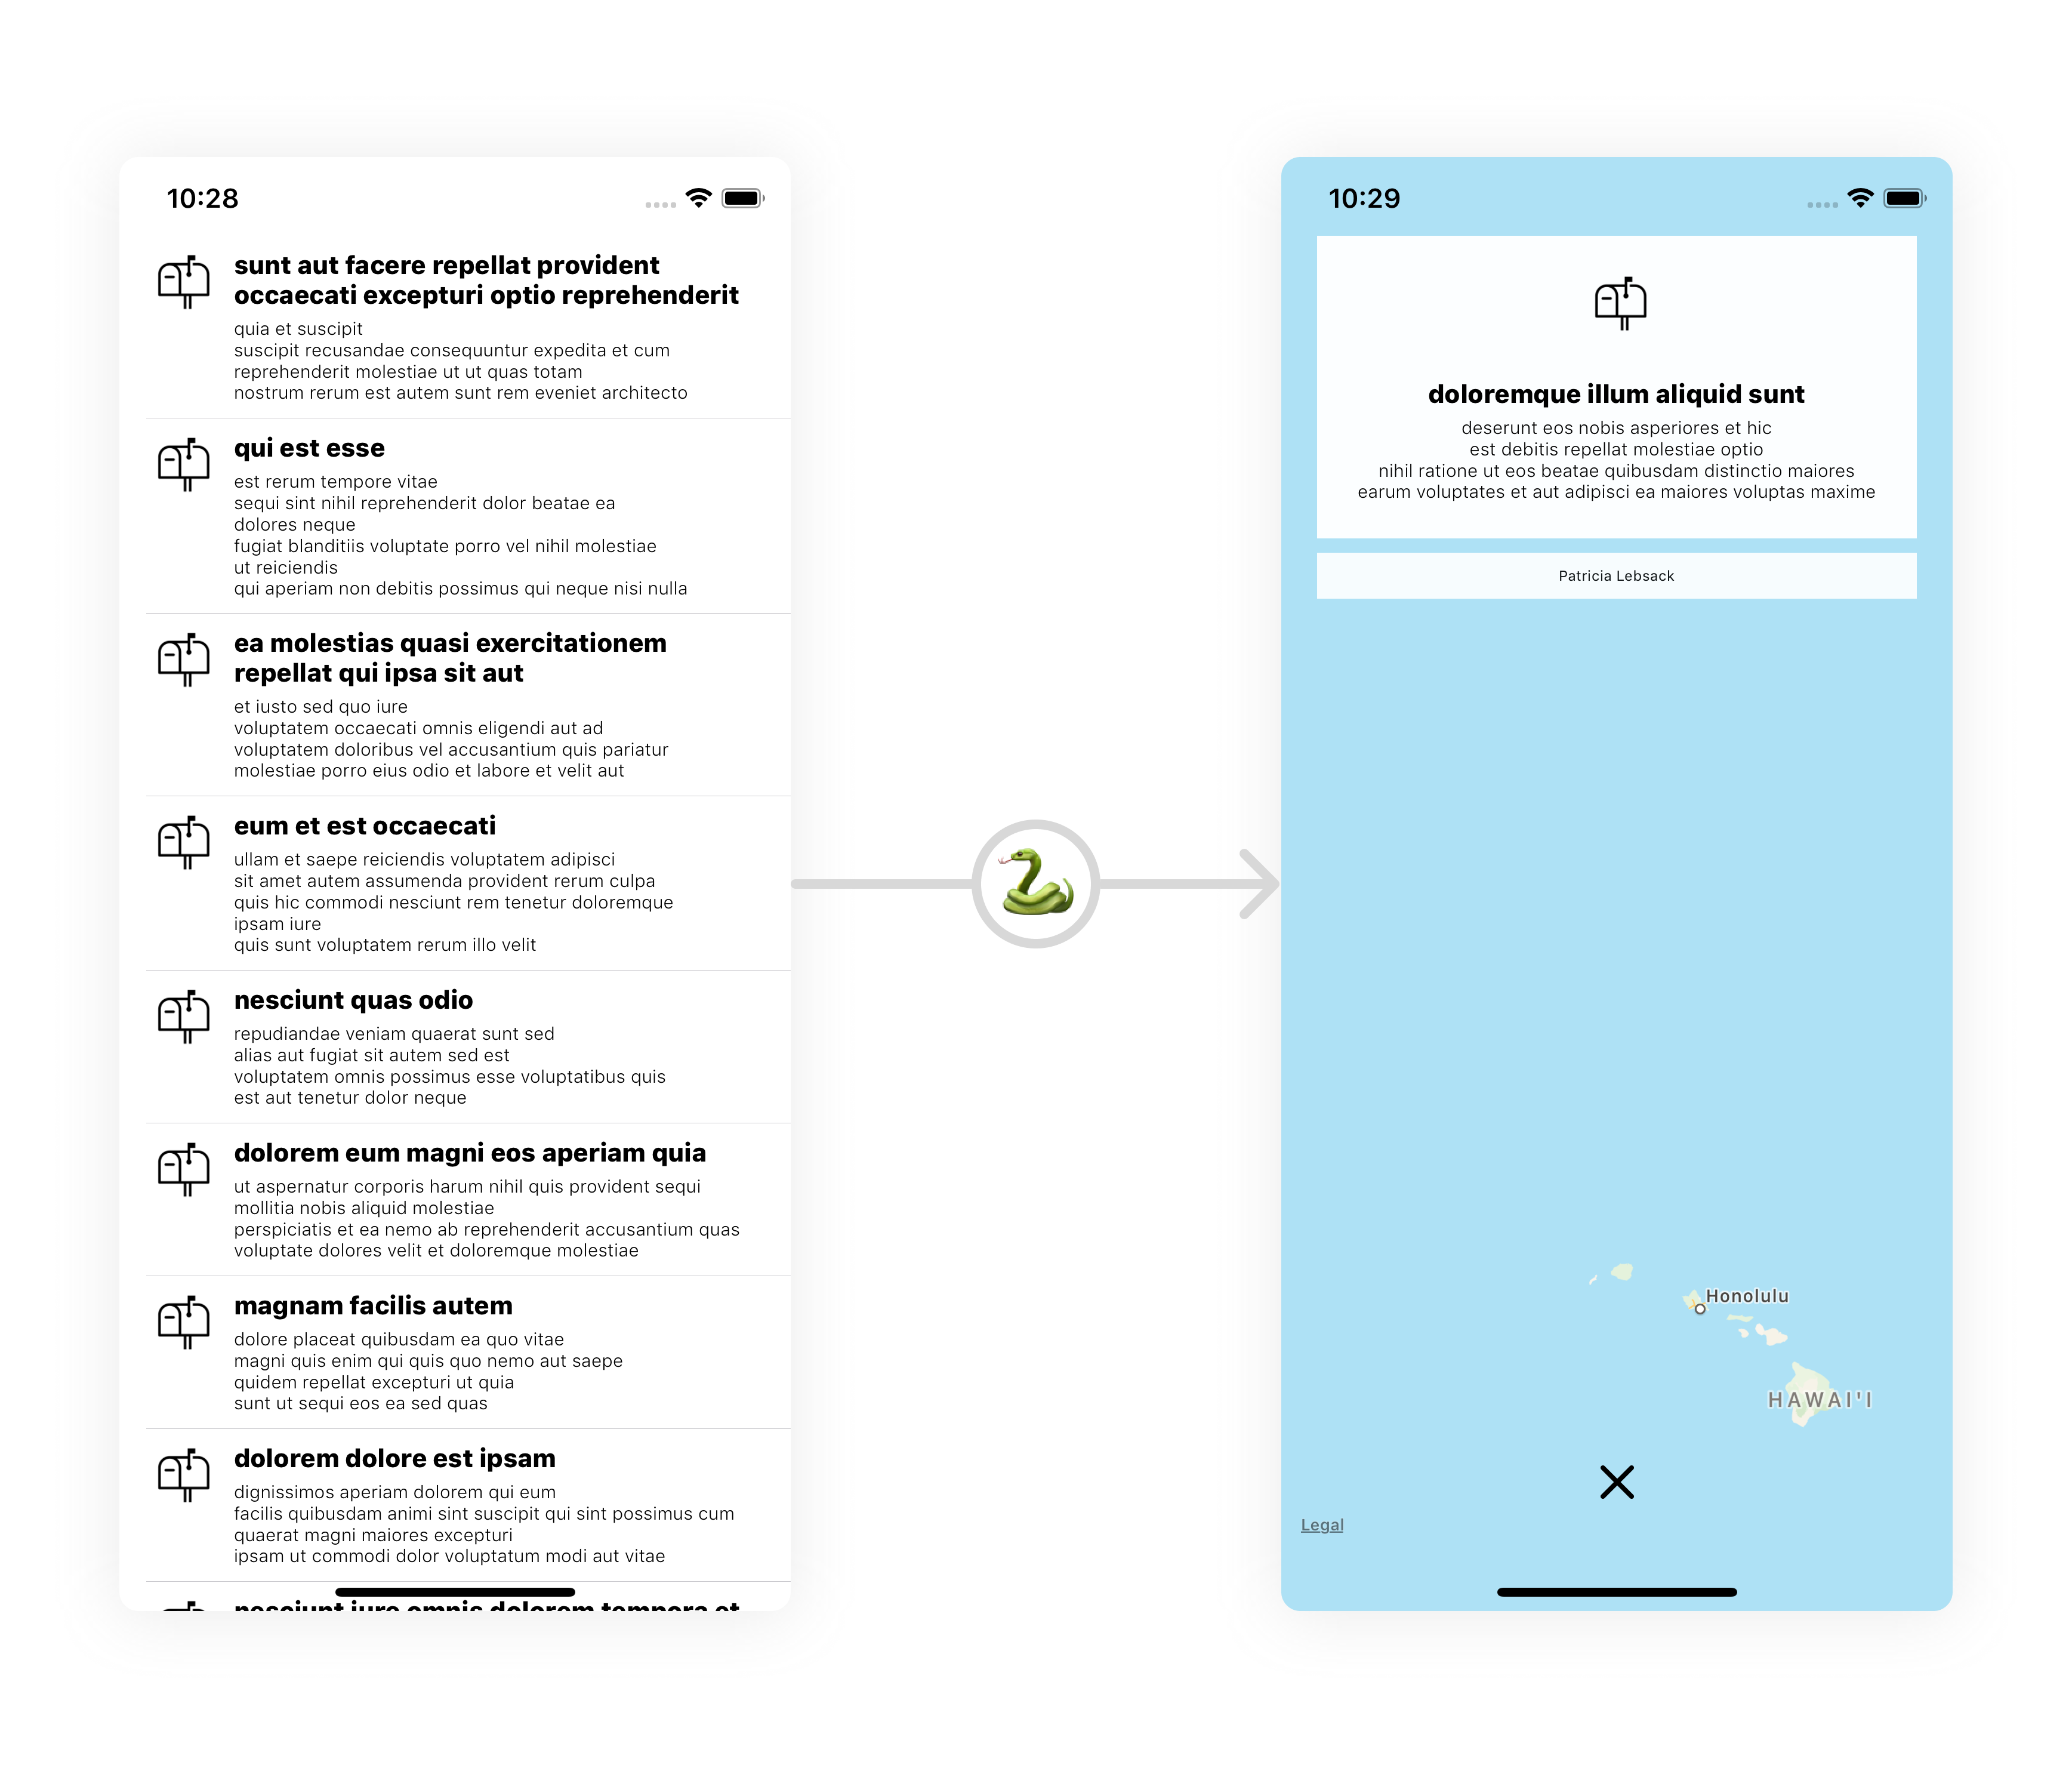 10:28
sunt aut facere repellat provident
occaecati excepturi optio reprehenderit
quia et suscipit
suscipit recusandae consequuntur expedita et cum
reprehenderit molestiae ut ut quas totam
nostrum rerum est autem sunt rem eveniet architecto
qui est esse
est rerum tempore vitae
sequi sint nihil reprehenderit dolor beatae ea
dolores neque
fugiat blanditiis voluptate porro vel nihil molestiae
ut reiciendis
qui aperiam non debitis possimus qui neque nisi nulla
ea molestias quasi exercitationem
repellat qui ipsa sit aut
et iusto sed quo iure
voluptatem occaecati omnis eligendi aut ad
voluptatem doloribus vel accusantium quis pariatur
molestiae porro eius odio et labore et velit aut
eum et est occaecati
ullam et saepe reiciendis voluptatem adipisci
sit amet autem assumenda provident rerum culpa
quis hic commodi nesciunt rem tenetur doloremque
ipsam iure
quis sunt voluptatem rerum illo velit
nesciunt quas odio
repudiandae veniam quaerat sunt sed
alias aut fugiat sit autem sed est
voluptatem omnis possimus esse voluptatibus quis
est aut tenetur dolor neque
dolorem eum magni eos aperiam quia
ut aspernatur corporis harum nihil quis provident sequi
mollitia nobis aliquid molestiae
perspiciatis et ea nemo ab reprehenderit accusantium quas
voluptate dolores velit et doloremque molestiae
magnam facilis autem
dolore placeat quibusdam ea quo vitae
magni quis enim qui quis quo nemo aut saepe
quidem repellat excepturi ut quia
sunt ut sequi eos ea sed quas
dolorem dolore est ipsam
dignissimos aperiam dolorem qui eum
facilis quibusdam animi sint suscipit qui sint possimus cum
quaerat magni maiores excepturi
ipsam ut commodi dolor voluptatum modi aut vitae
nesciunt iure omnis dolorem tempora et
10:29
doloremque illum aliquid sunt
deserunt eos nobis asperiores et hic
est debitis repellat molestiae optio
nihil ratione ut eos beatae quibusdam distinctio maiores
earum voluptates et aut adipisci ea maiores voluptas maxime
Patricia Lebsack
Honolulu
HAWAI'I
Legal